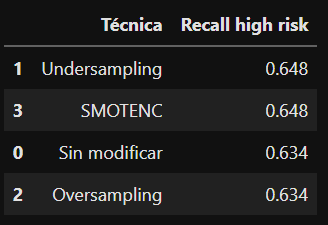 Técnica Recall high risk
1 Undersampling 0.648
3 SMOTENC 0.648
0 Sin modificar 0.634
2 Oversampling 0.634